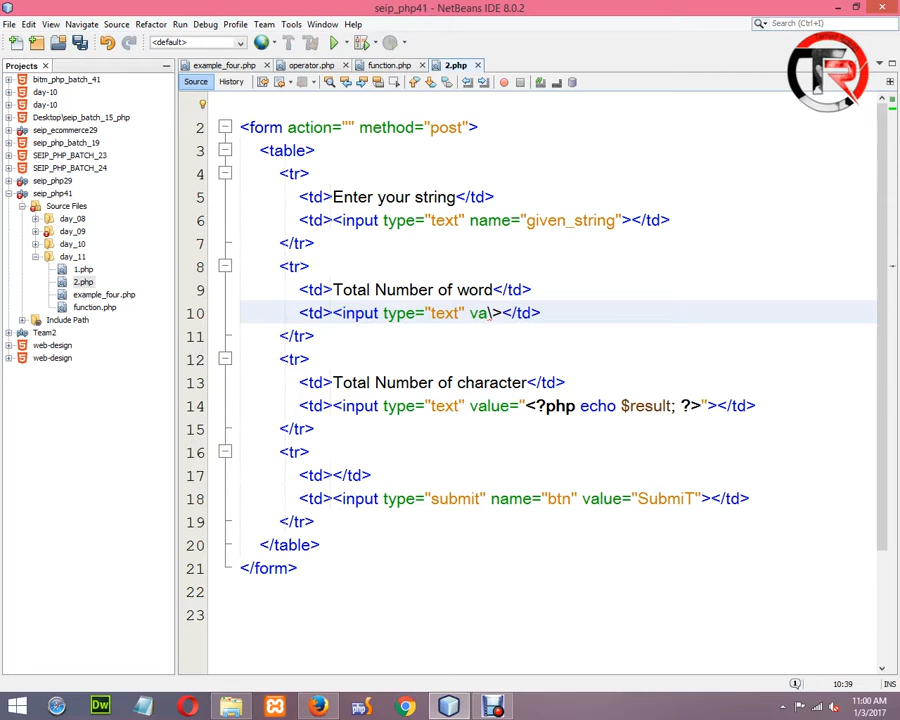 seip_php41 - NetBeans IDE 8.0.2
File Edit View Navigate Source Refactor Run Debug Profile Team Tools Window Help
Search (Ctrl+I)
<default>
Projects
example_four.php operator.php function.php 2.php
Source History
bitm_php_batch_41
day-10
day-10
Desktop\seip_batch_15_php
seip_ecommerce29
seip_php_batch_19
SEIP_PHP_BATCH_23
SEIP_PHP_BATCH_24
seip_php29
seip_php41
Source Files
day_08
day_09
day_10
day_11
1.php
2.php
example_four.php
function.php
Include Path
Team2
web-design
web-design
2 <form action="" method="post">
3 <table>
4 <tr>
5 <td>Enter your string</td>
6 <td><input type="text" name="given_string"></td>
7 </tr>
8 <tr>
9 <td>Total Number of word</td>
10 <td><input type="text" va\></td>
11 </tr>
12 <tr>
13 <td>Total Number of character</td>
14 <td><input type="text" value="<?php echo $result; ?>"></td>
15 </tr>
16 <tr>
17 <td></td>
18 <td><input type="submit" name="btn" value="SubmiT"></td>
19 </tr>
20 </table>
21 </form>
22
23
10:39 INS
11:00 AM
1/3/2017